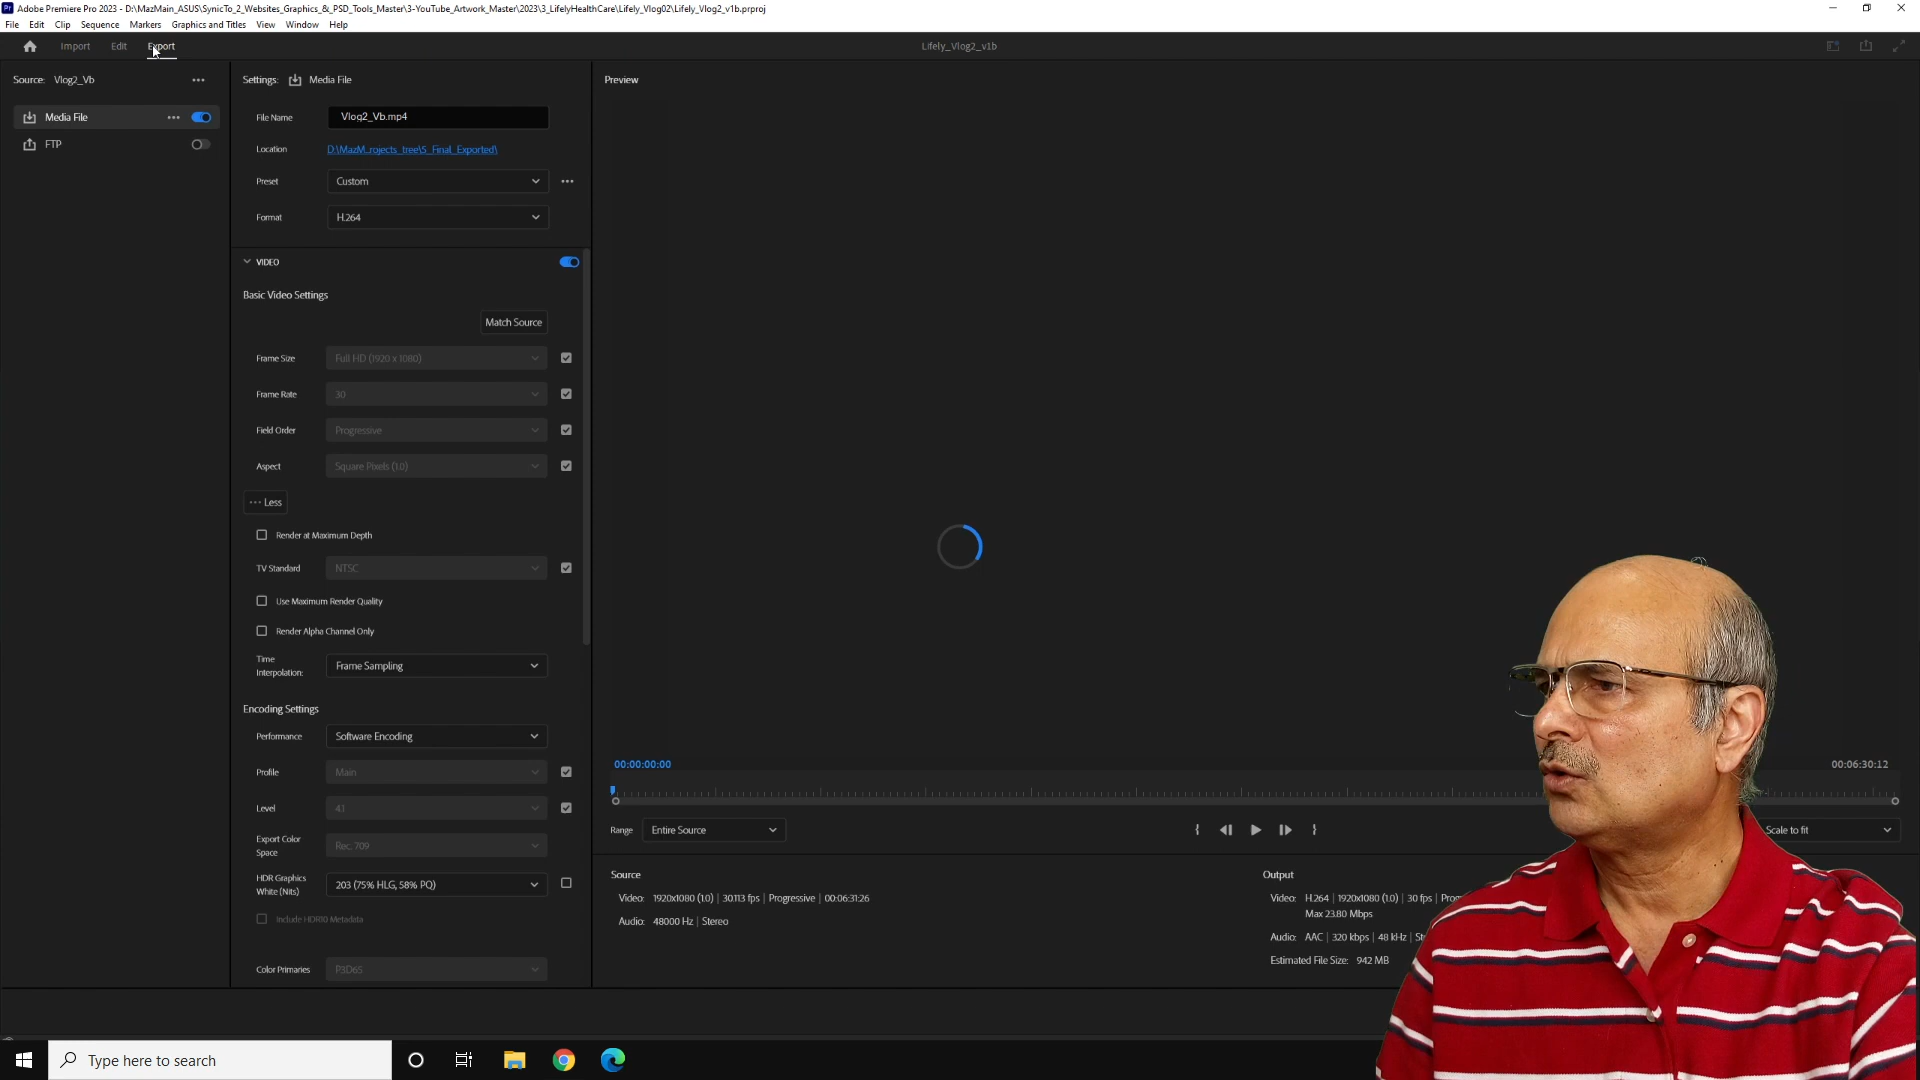 Adobe Premiere Pro 2023 - D:\MazMain_ASUS\SynicTo_2_Websites_Graphics_&_PSD_Tools_Master\3-YouTube_Artwork_Master\2023\3_LifelyHealthCare\Lifely_Vlog02\Lifely_Vlog2_v1b.prproj
File Edit Clip Sequence Markers Graphics and Titles View Window Help
Import Edit Export Lifely_Vlog2_v1b
Source: Vlog2_Vb
Settings: Media File
Preview
Media File
FTP
File Name Vlog2_Vb.mp4
Location D:\MazM...rojects_tree\5_Final_Exported\
Preset Custom
Format H.264
VIDEO
Basic Video Settings
Match Source
Frame Size Full HD (1920 x 1080)
Frame Rate 30
Field Order Progressive
Aspect Square Pixels (1.0)
Less
Render at Maximum Depth
TV Standard NTSC
Use Maximum Render Quality
Render Alpha Channel Only
Time
Interpolation: Frame Sampling
Encoding Settings
Performance Software Encoding
Profile Main
Level 4.1
Export Color
Space Rec. 709
HDR Graphics
White (Nits) 203 (75% HLG, 58% PQ)
Include HDR10 Metadata
Color Primaries P3D65
00:00:00:00
00:06:30:12
Range Entire Source
Scale to fit
Source
Video: 1920x1080 (1.0) | 30.113 fps | Progressive | 00:06:31:26
Audio: 48000 Hz | Stereo
Output
Video: H.264 | 1920x1080 (1.0) | 30 fps |
Max 23.80 Mbps
Audio: AAC | 320 kbps | 48 kHz |
Estimated File Size: 942 MB
Type here to search